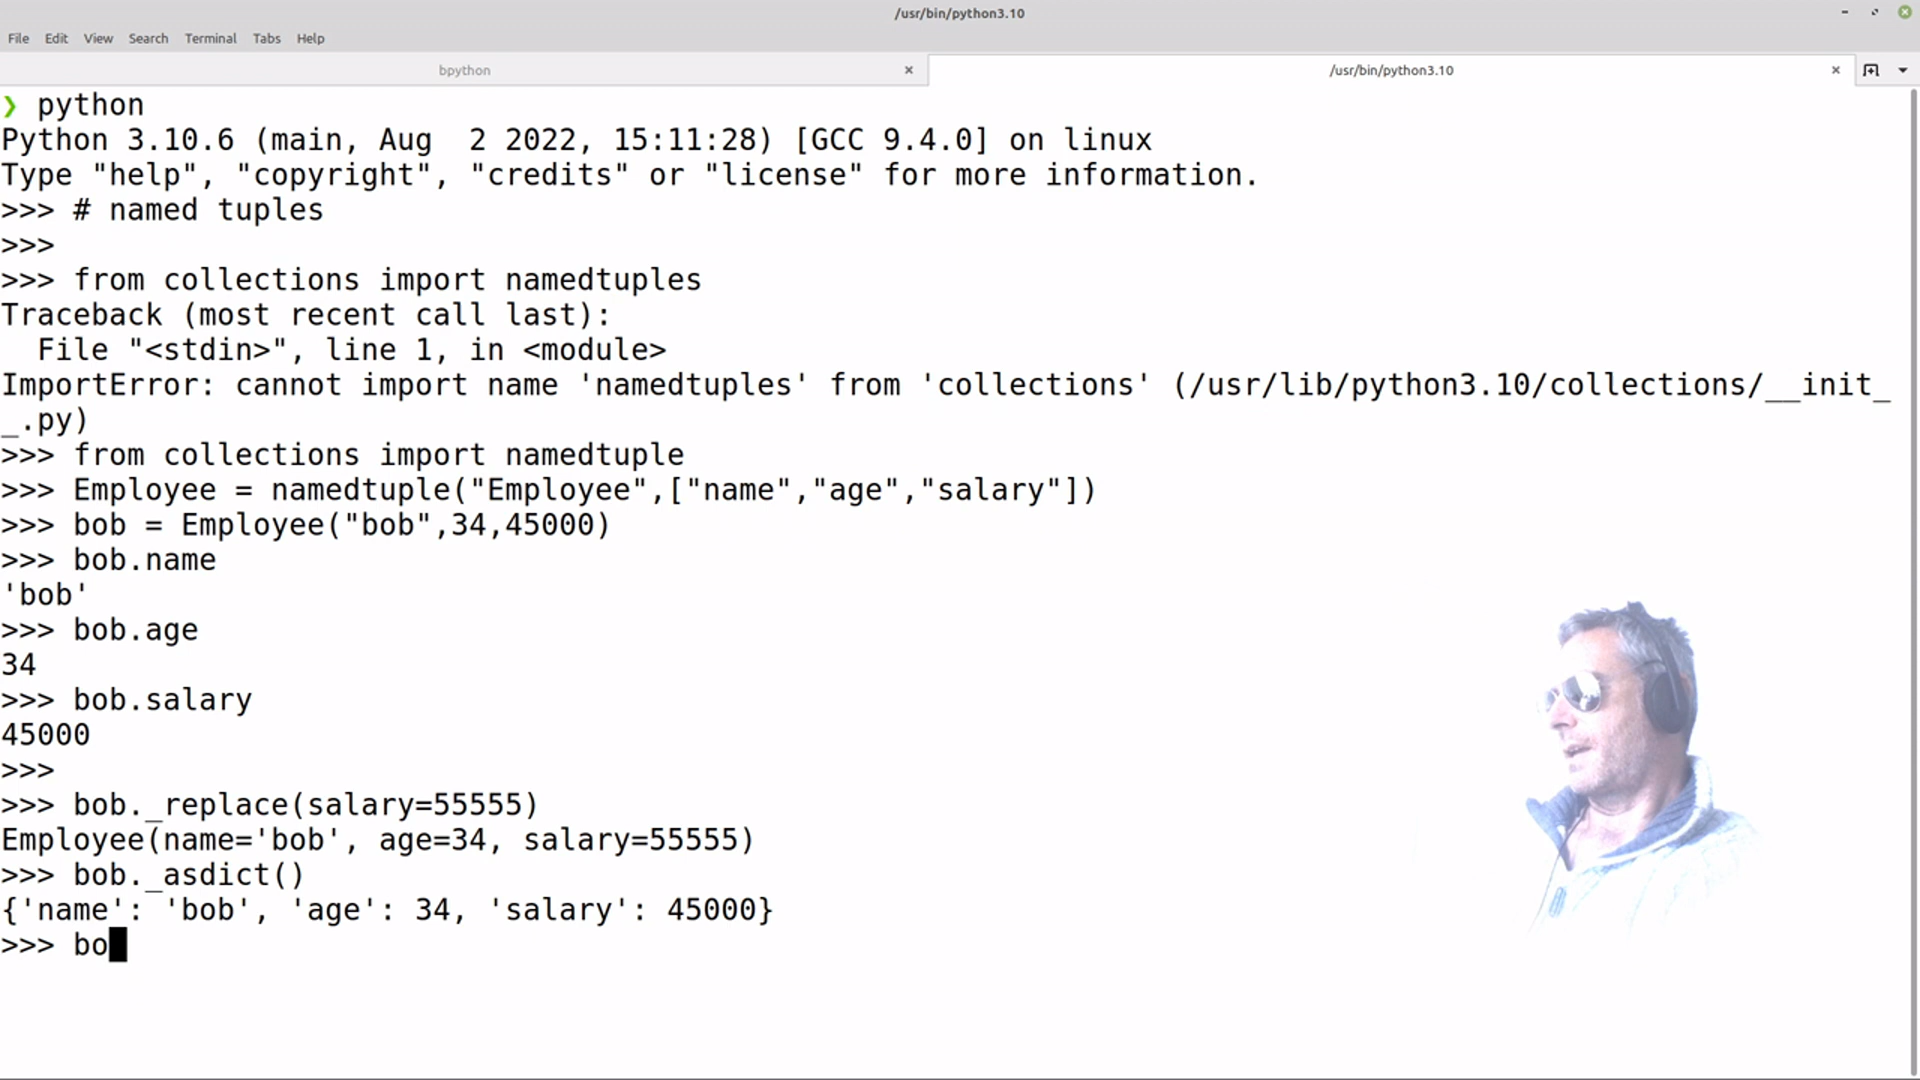 /usr/bin/python3.10
File Edit View Search Terminal Tabs Help
bpython /usr/bin/python3.10
❯ python
Python 3.10.6 (main, Aug  2 2022, 15:11:28) [GCC 9.4.0] on linux
Type "help", "copyright", "credits" or "license" for more information.
>>> # named tuples
>>>
>>> from collections import namedtuples
Traceback (most recent call last):
  File "<stdin>", line 1, in <module>
ImportError: cannot import name 'namedtuples' from 'collections' (/usr/lib/python3.10/collections/__init_
_.py)
>>> from collections import namedtuple
>>> Employee = namedtuple("Employee",["name","age","salary"])
>>> bob = Employee("bob",34,45000)
>>> bob.name
'bob'
>>> bob.age
34
>>> bob.salary
45000
>>>
>>> bob._replace(salary=55555)
Employee(name='bob', age=34, salary=55555)
>>> bob._asdict()
{'name': 'bob', 'age': 34, 'salary': 45000}
>>> bo